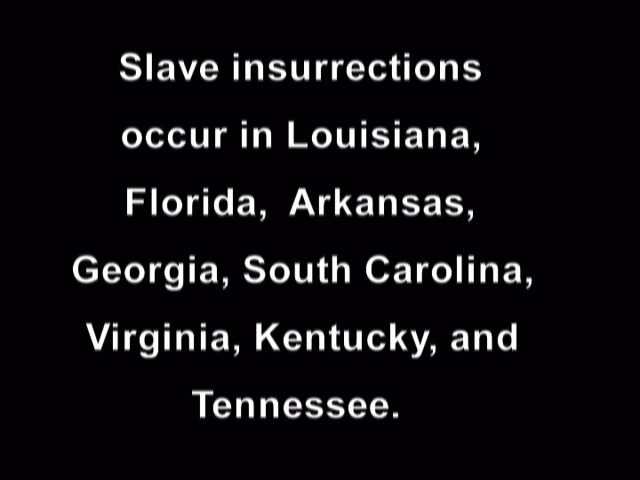 Slave insurrections
occur in Louisiana,
Florida,  Arkansas,
Georgia, South Carolina,
Virginia, Kentucky, and
Tennessee.